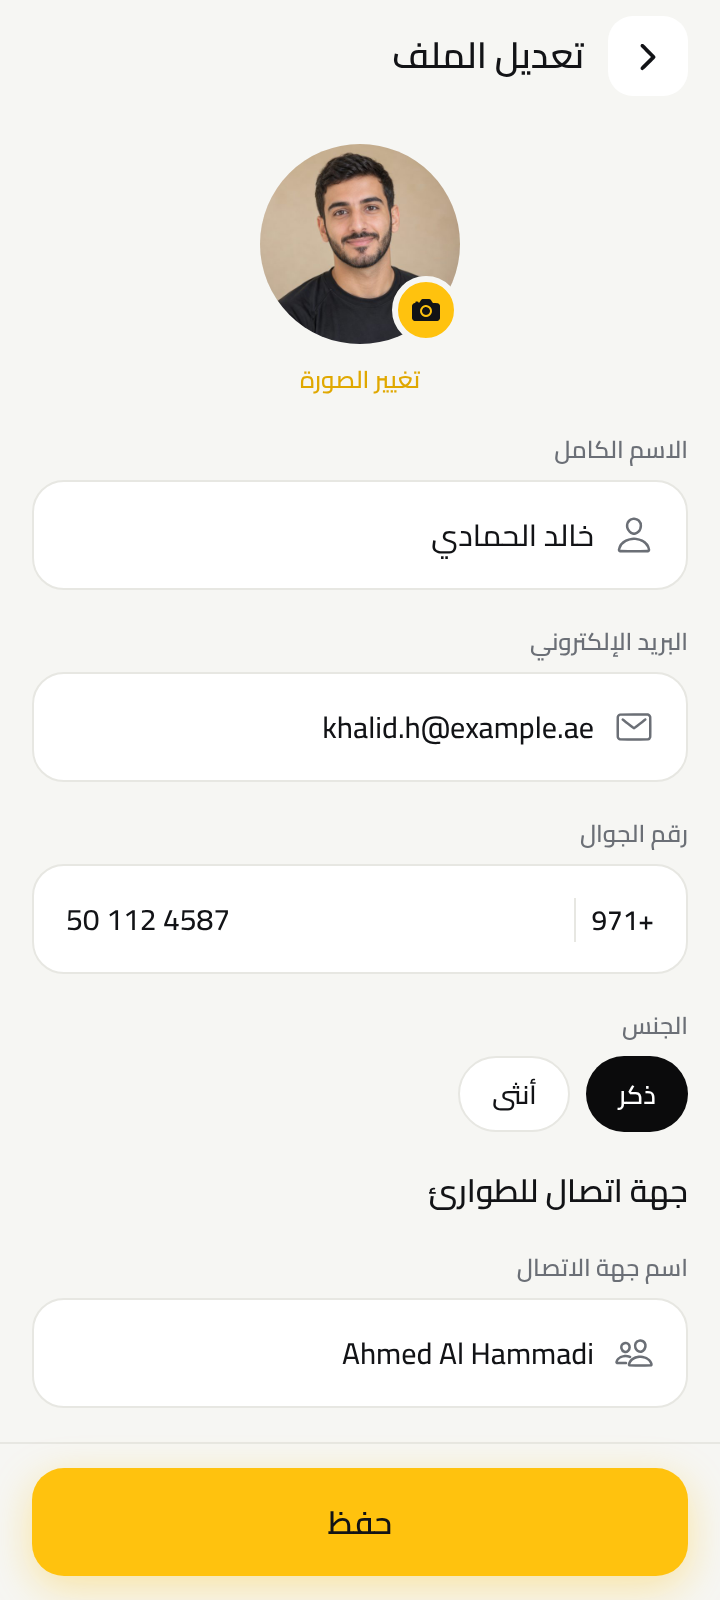 تعديل الملف
تغيير الصورة
الاسم الكامل
خالد الحمادي
البريد الإلكتروني
khalid.h@example.ae
رقم الجوال
+971
50 112 4587
الجنس
ذكر
أنثى
جهة اتصال للطوارئ
اسم جهة الاتصال
Ahmed Al Hammadi
حفظ